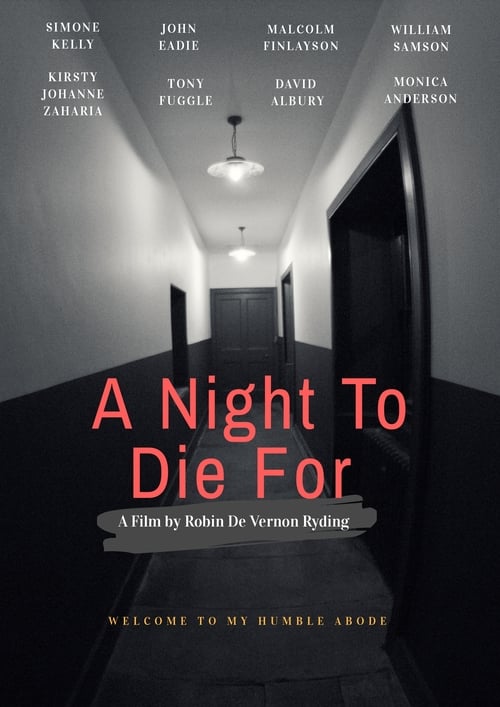 SIMONE KELLY
JOHN EADIE
MALCOLM FINLAYSON
WILLIAM SAMSON
KIRSTY JOHANNE ZAHARIA
TONY FUGGLE
DAVID ALBURY
MONICA ANDERSON
A Night To
Die For
A Film by Robin De Vernon Ryding
WELCOME TO MY HUMBLE ABODE